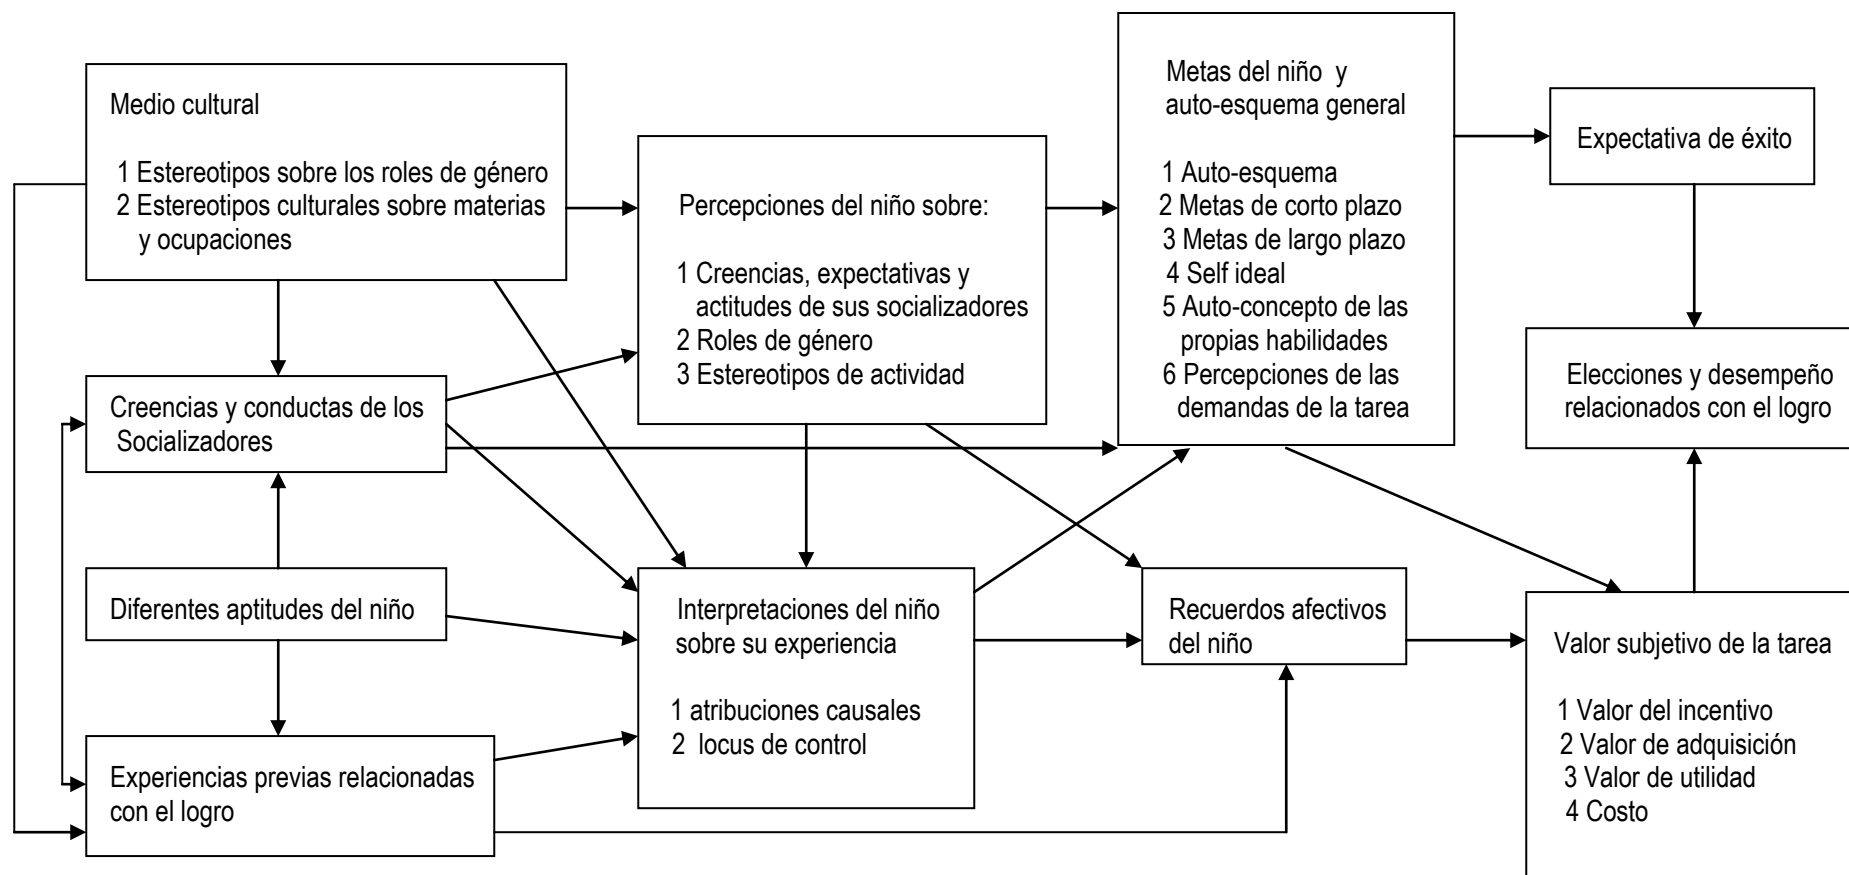 Medio cultural
1 Estereotipos sobre los roles de género
2 Estereotipos culturales sobre materias
y ocupaciones
Creencias y conductas de los
Socializadores
Diferentes aptitudes del niño
Experiencias previas relacionadas
con el logro
Percepciones del niño sobre:
1 Creencias, expectativas y
actitudes de sus socializadores
2 Roles de género
3 Estereotipos de actividad
Interpretaciones del niño
sobre su experiencia
1 atribuciones causales
2 locus de control
Metas del niño y
auto-esquema general
1 Auto-esquema
2 Metas de corto plazo
3 Metas de largo plazo
4 Self ideal
5 Auto-concepto de las
propias habilidades
6 Percepciones de las
demandas de la tarea
Recuerdos afectivos
del niño
Expectativa de éxito
Elecciones y desempeño
relacionados con el logro
Valor subjetivo de la tarea
1 Valor del incentivo
2 Valor de adquisición
3 Valor de utilidad
4 Costo